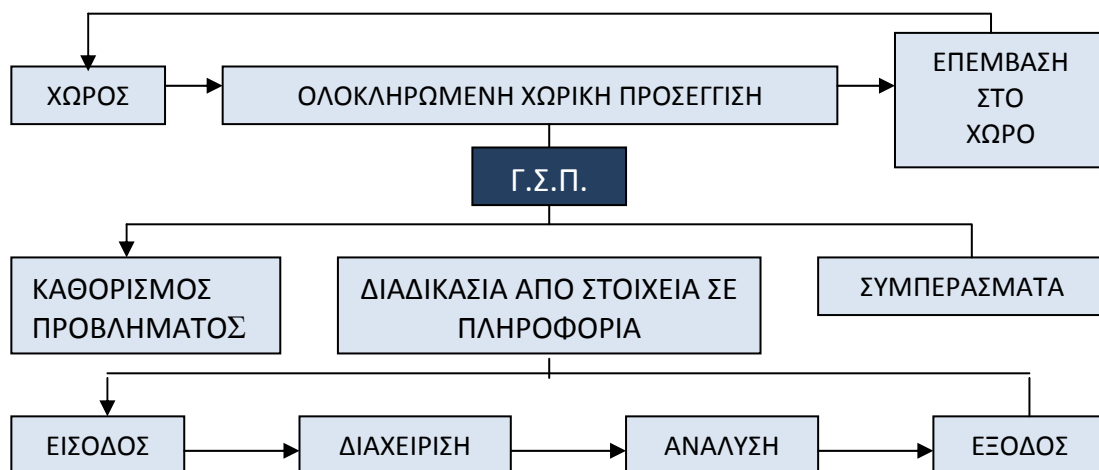 ΧΩΡΟΣ
ΟΛΟΚΛΗΡΩΜΕΝΗ ΧΩΡΙΚΗ ΠΡΟΣΕΓΓΙΣΗ
ΕΠΕΜΒΑΣΗ
ΣΤΟ
ΧΩΡΟ
Γ.Σ.Π.
ΚΑΘΟΡΙΣΜΟΣ
ΠΡΟΒΛΗΜΑΤΟΣ
ΔΙΑΔΙΚΑΣΙΑ ΑΠΟ ΣΤΟΙΧΕΙΑ ΣΕ
ΠΛΗΡΟΦΟΡΙΑ
ΣΥΜΠΕΡΑΣΜΑΤΑ
ΕΙΣΟΔΟΣ
ΔΙΑΧΕΙΡΙΣΗ
ΑΝΑΛΥΣΗ
ΕΞΟΔΟΣ